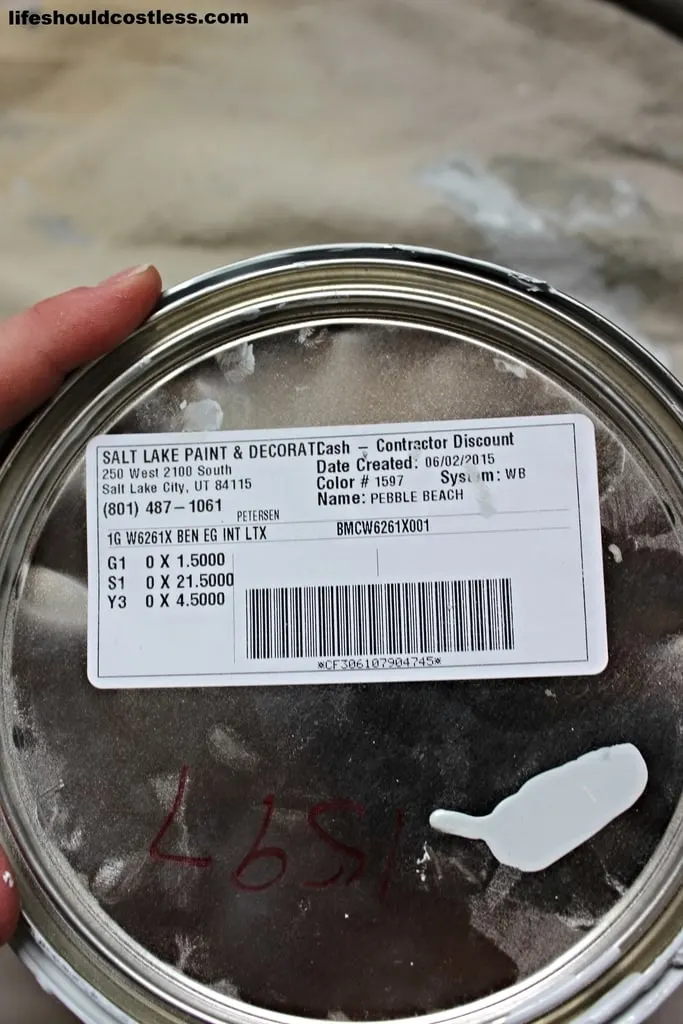 lifeshouldcostless.com
SALT LAKE PAINT & DECORATCash - Contractor Discount
250 West 2100 South
Date Created: 06/02/2015
Salt Lake City, UT 84115
Color # 1597 System: WB
(801) 487-1061
Name: PEBBLE BEACH
PETERSEN
1G W6261X BEN EG INT LTX BMCW6261X001
G1 0 X 1.5000
S1 0 X 21.5000
Y3 0 X 4.5000
*CF306107904745*
1597